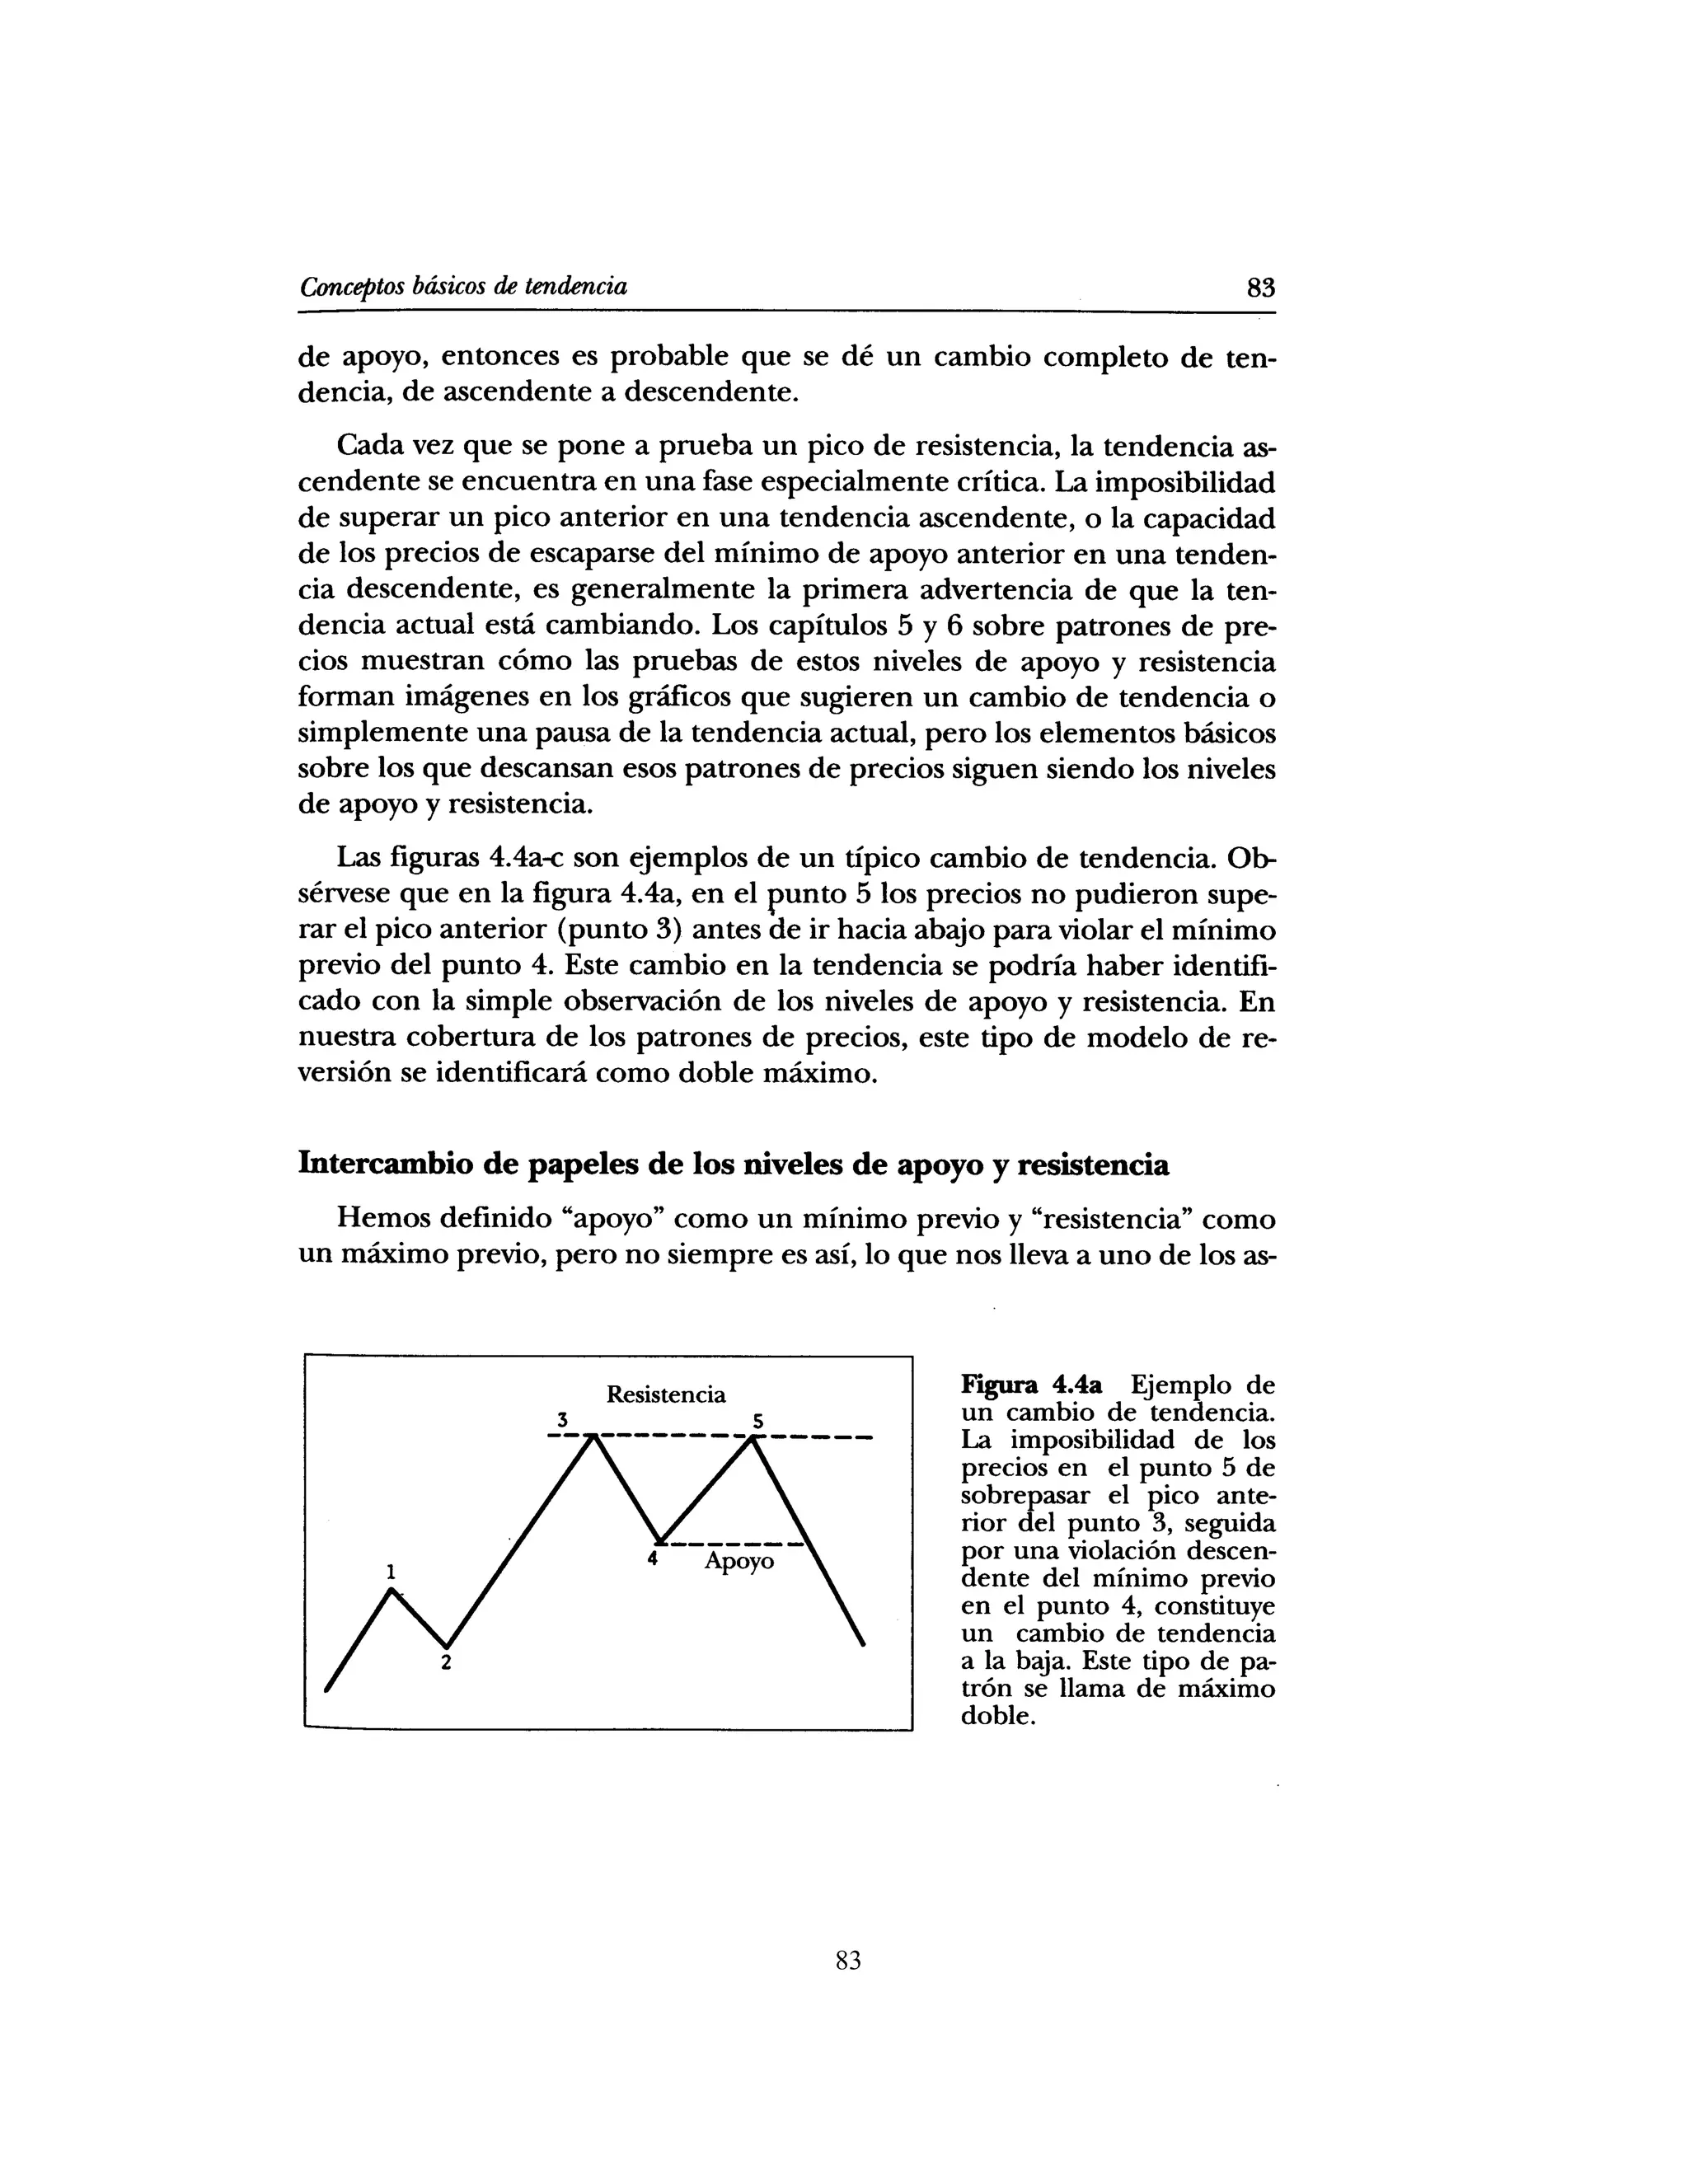 Conceptos básicos de tendencia 83
de apoyo, entonces es probable que se dé un cambio completo de ten-
dencia, de ascendente a descendente.
Cada vez que se pone a prueba un pico de resistencia, la tendencia as-
cendente se encuentra en una fase especialmente crítica. La imposibilidad
de superar un pico anterior en una tendencia ascendente, o la capacidad
de los precios de escaparse del mínimo de apoyo anterior en una tenden-
cia descendente, es generalmente la primera advertencia de que la ten-
dencia actual está cambiando. Los capítulos 5 y 6 sobre patrones de pre-
cios muestran cómo las pruebas de estos niveles de apoyo y resistencia
forman imágenes en los gráficos que sugieren un cambio de tendencia o
simplemente una pausa de la tendencia actual, pero los elementos básicos
sobre los que descansan esos patrones de precios siguen siendo los niveles
de apoyo y resistencia.
Las figuras 4.4a-c son ejemplos de un típico cambio de tendencia. Ob-
sérvese que en la figura 4.4a, en el punto 5 los precios no pudieron supe-
rar el pico anterior (punto 3) antes de ir hacia abajo para violar el mínimo
previo del punto 4. Este cambio en la tendencia se podría haber identifi-
cado con la simple observación de los niveles de apoyo y resistencia. En
nuestra cobertura de los patrones de precios, este tipo de modelo de re-
versión se identificará como doble máximo.
Intercambio de papeles de los niveles de apoyo y resistencia
Hemos definido “apoyo” como un mínimo previo y “resistencia” como
un máximo previo, pero no siempre es así, lo que nos lleva a uno de los as-
Resistencia
3 5
4 Apoyo
1
2
Figura 4.4a Ejemplo de
un cambio de tendencia.
La imposibilidad de los
precios en el punto 5 de
sobrepasar el pico ante-
rior del punto 3, seguida
por una violación descen-
dente del mínimo previo
en el punto 4, constituye
un cambio de tendencia
a la baja. Este tipo de pa-
trón se llama de máximo
doble.
83